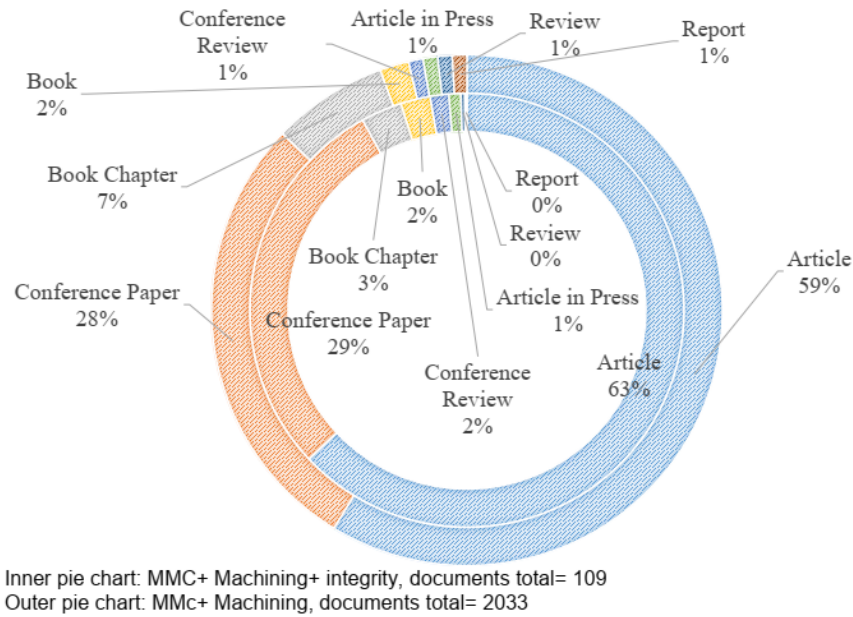 Conference
Review
1%
Article in Press
1%
Review
1%
Report
1%
Book
2%
Book Chapter
7%
Conference Paper
28%
Article
59%
Book
2%
Report
0%
Review
0%
Book Chapter
3%
Article in Press
1%
Conference Paper
29%
Conference
Review
2%
Article
63%
Inner pie chart: MMC+ Machining+ integrity, documents total= 109
Outer pie chart: MMc+ Machining, documents total= 2033